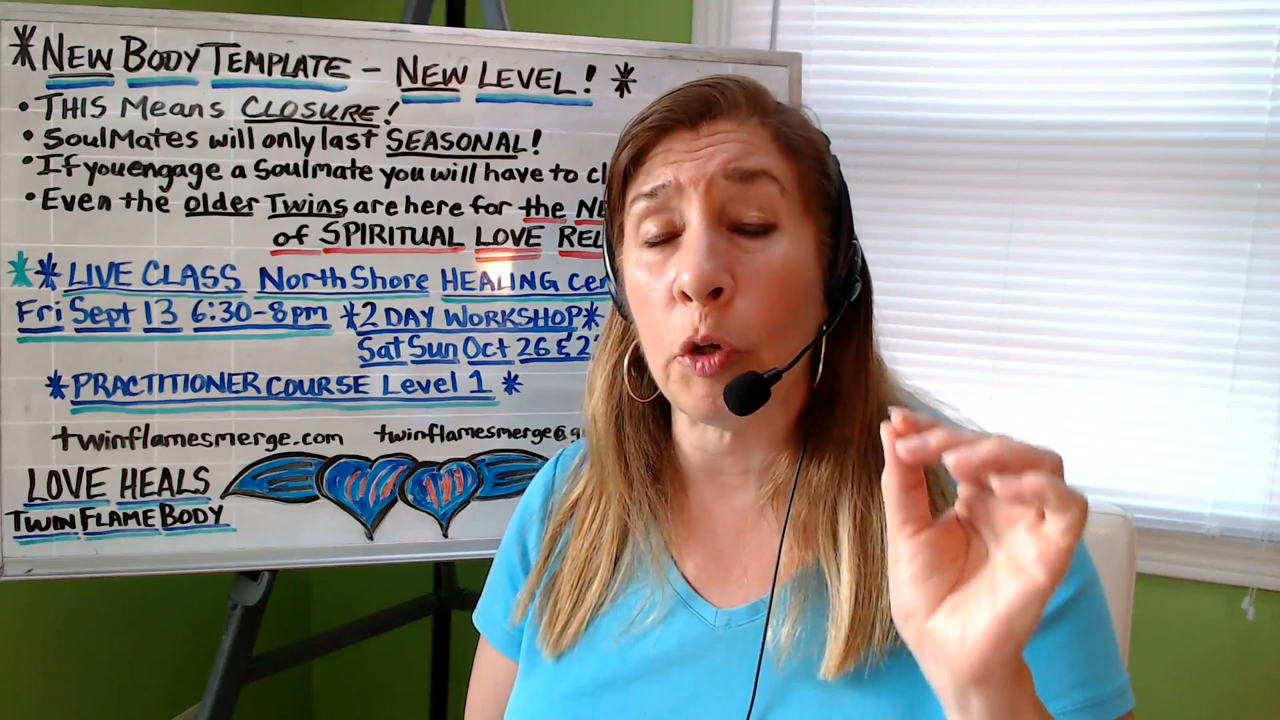 *NEW BODY TEMPLATE - NEW LEVEL! *
• THIS Means CLOSURE!
• SoulMates will only last SEASONAL!
• If you engage a Soulmate you will have to
• Even the older Twins are here for the
of SPIRITUAL LOVE
** LIVE CLASS North Shore HEALING
Fri Sept 13 6:30-8pm *2 DAY WORKSHOP*
Sat Sun Oct 26 &
*PRACTITIONER COURSE Level 1 *
twinflamesmerge.com twinflamesmerge@
LOVE HEALS
TWIN FLAME BODY